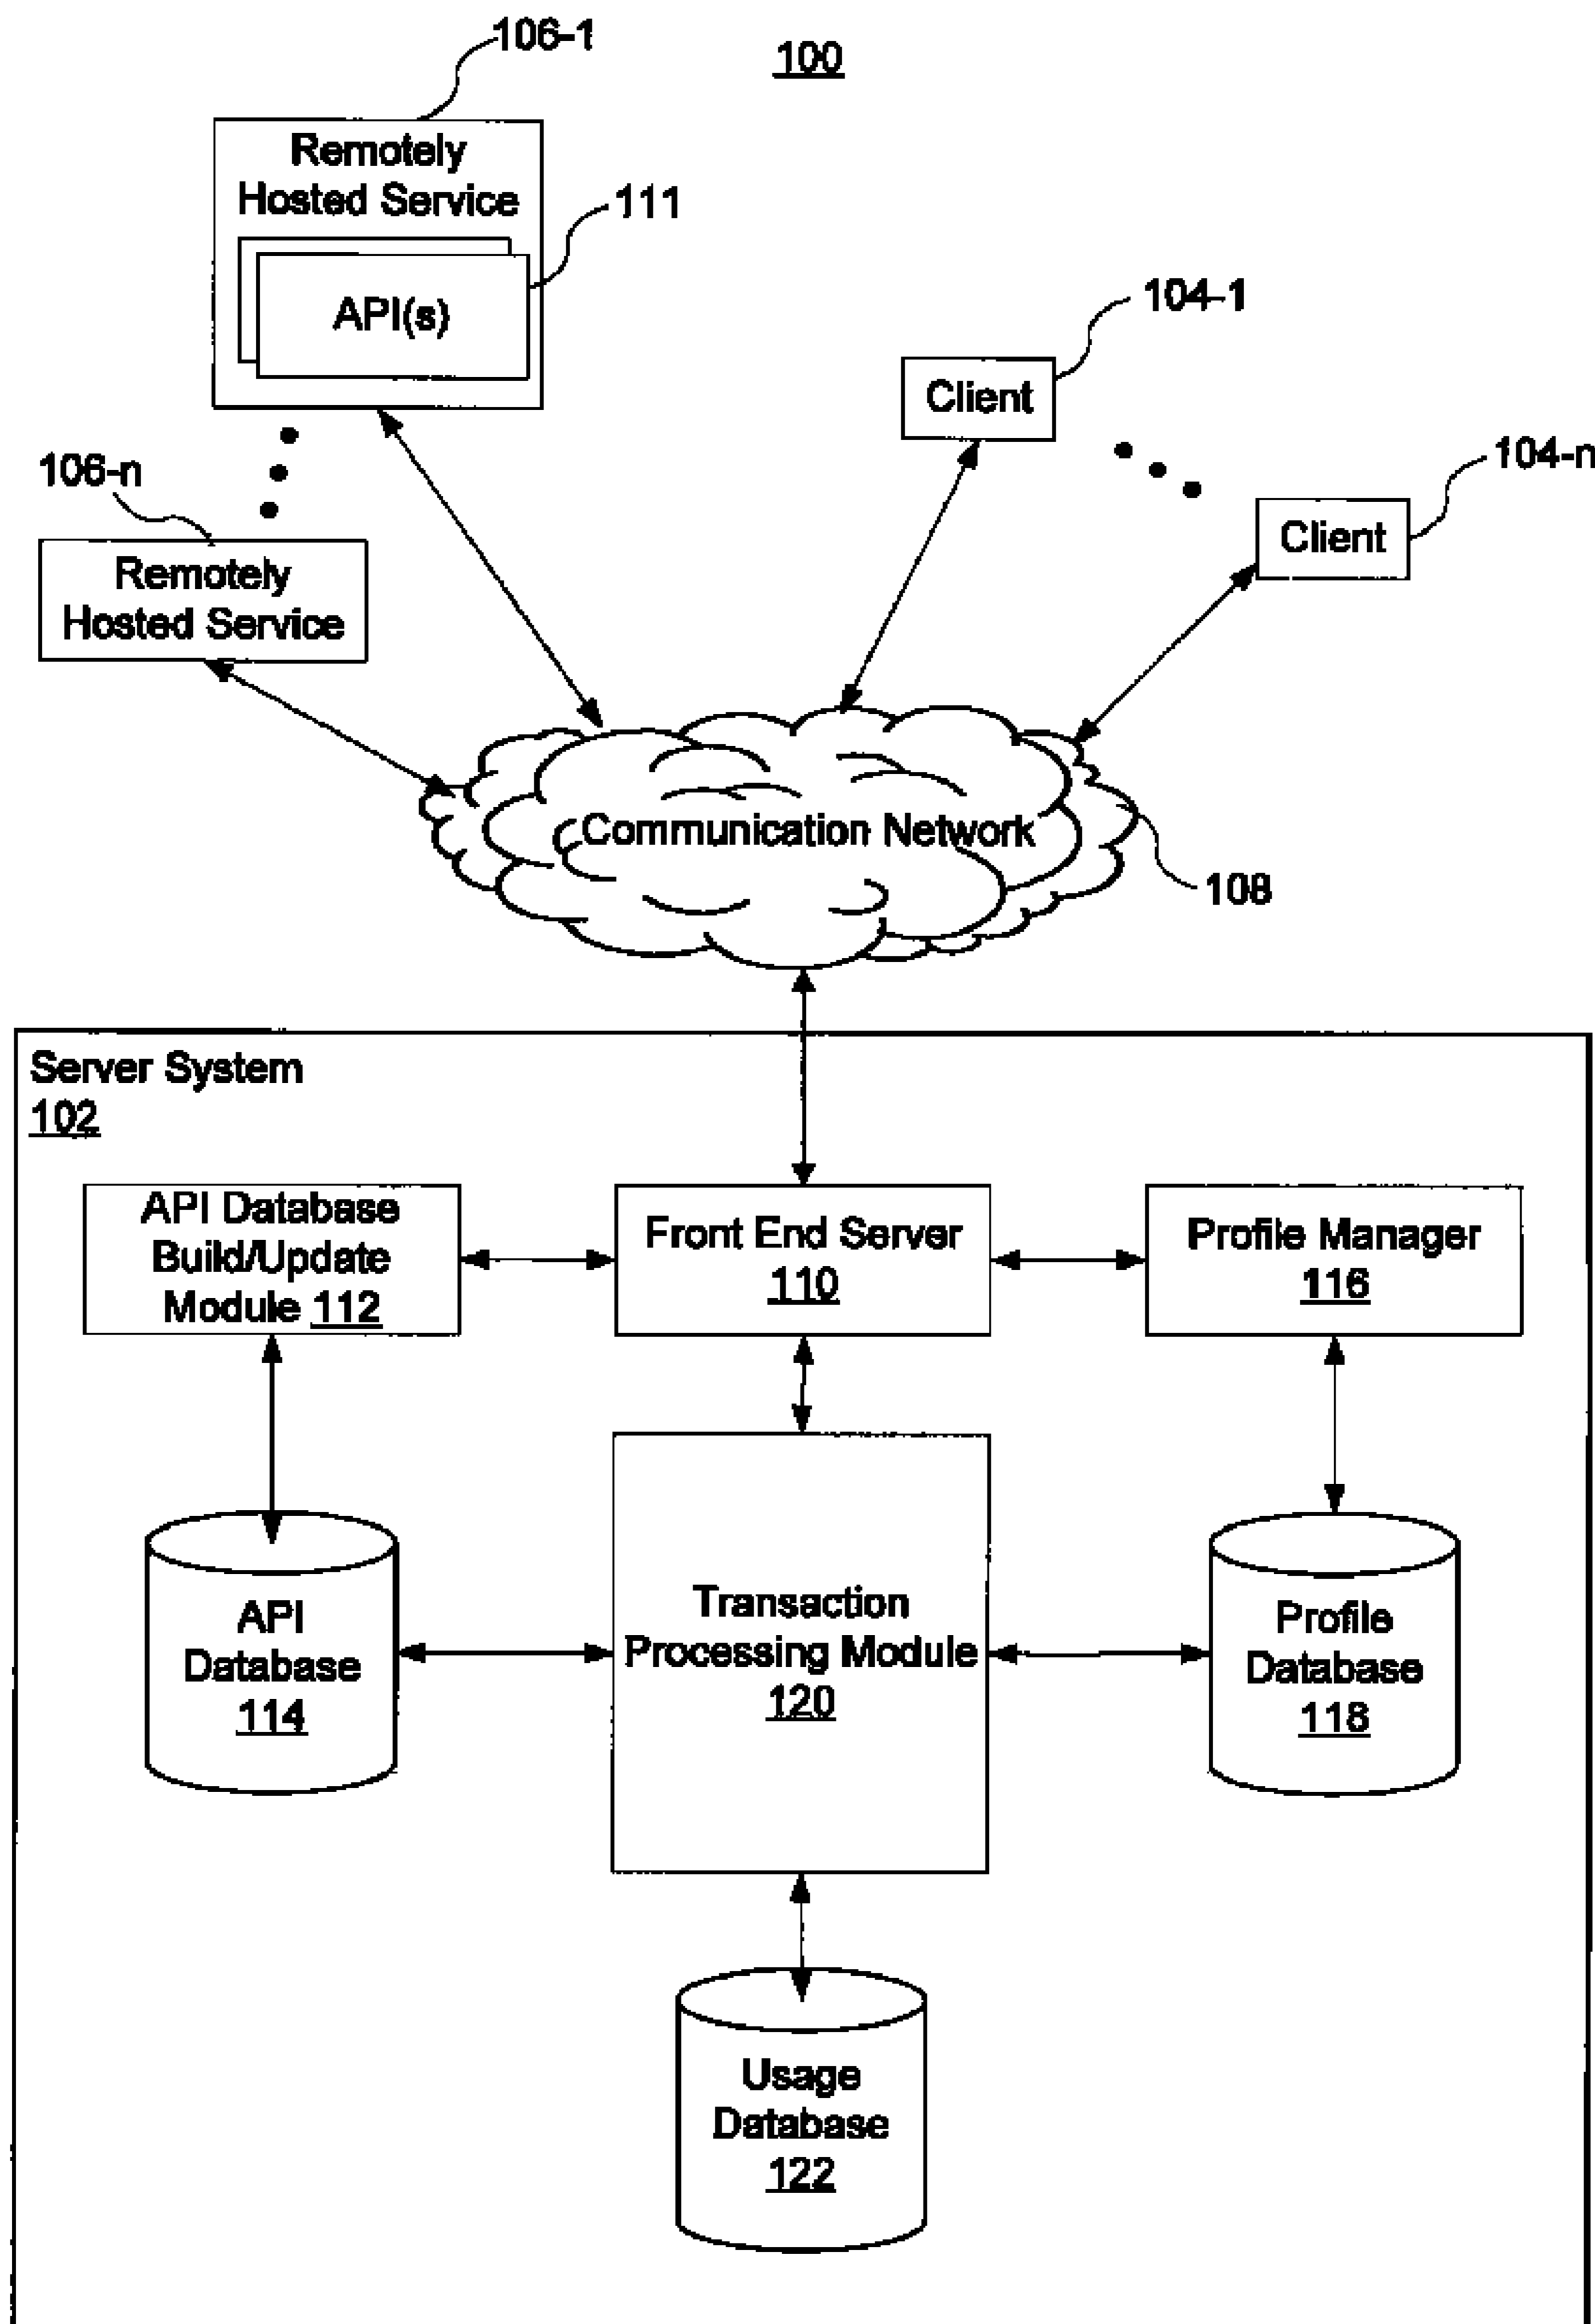 106-1
100
Remotely
Hosted Service
111
API(s)
104-1
Client
104-n
Client
106-n
Remotely
Hosted Service
Communication Network
108
Server System
102
API Database
Build/Update
Module 112
Front End Server
110
Profile Manager
116
API
Database
114
Transaction
Processing Module
120
Profile
Database
118
Usage
Database
122